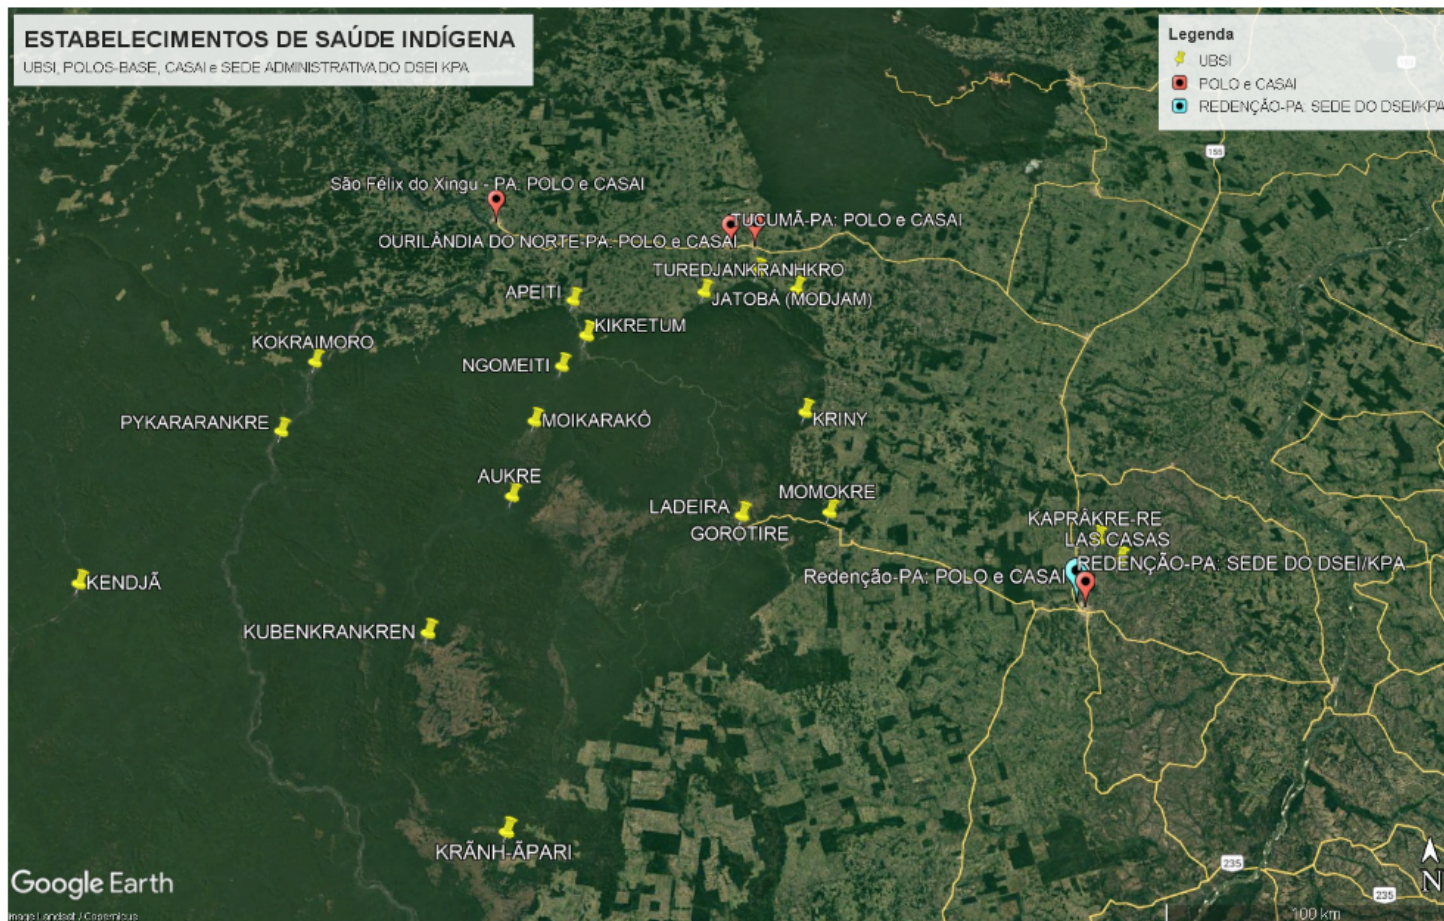 ESTABELECIMENTOS DE SAÚDE INDÍGENA
UBSI, POLOS-BASE, CASAI e SEDE ADMINISTRATIVA DO DSEI KPA
Legenda
UBSI
POLO e CASAI
REDENÇÃO-PA: SEDE DO DSEI/KPA
155
São Félix do Xingu - PA: POLO e CASAI
TUCUMÃ-PA: POLO e CASAI
OURILÂNDIA DO NORTE-PA: POLO e CASAI
TUREDJANKRANHKRO
APEITI
JATOBÁ (MODJAM)
KIKRETUM
KOKRAIMORO
NGOMEITI
PYKARARANKRE
MOIKARAKÔ
KRINY
AUKRE
MOMOKRE
LADEIRA
GOROTIRE
KAPRÂKRE-RE
LAS CASAS
REDENÇÃO-PA: SEDE DO DSEI/KPA
Redenção-PA: POLO e CASAI
KENDJÃ
KUBENKRANKREN
KRÃNH-ÃPARI
235
235
Google Earth
N
Image Landsat / Copernicus
100 km